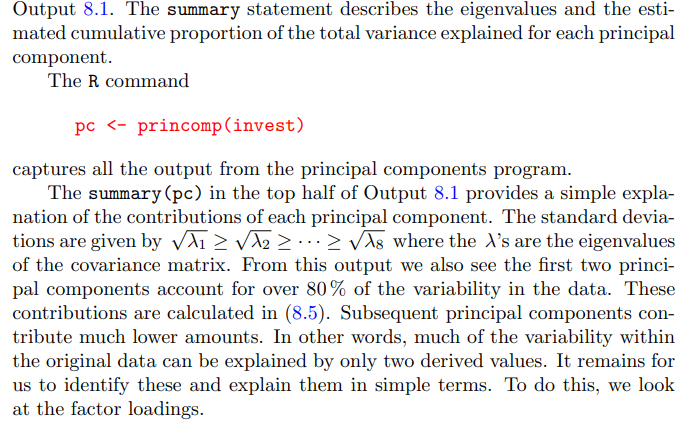 Output 8.1. The summary statement describes the eigenvalues and the esti-
mated cumulative proportion of the total variance explained for each principal
component.
The R command
pc <- princomp(invest)
captures all the output from the principal components program.
The summary(pc) in the top half of Output 8.1 provides a simple expla-
nation of the contributions of each principal component. The standard devia-
tions are given by √λ1 ≥ √λ2 ≥ ··· ≥ √λ8 where the λ's are the eigenvalues
of the covariance matrix. From this output we also see the first two princi-
pal components account for over 80 % of the variability in the data. These
contributions are calculated in (8.5). Subsequent principal components con-
tribute much lower amounts. In other words, much of the variability within
the original data can be explained by only two derived values. It remains for
us to identify these and explain them in simple terms. To do this, we look
at the factor loadings.